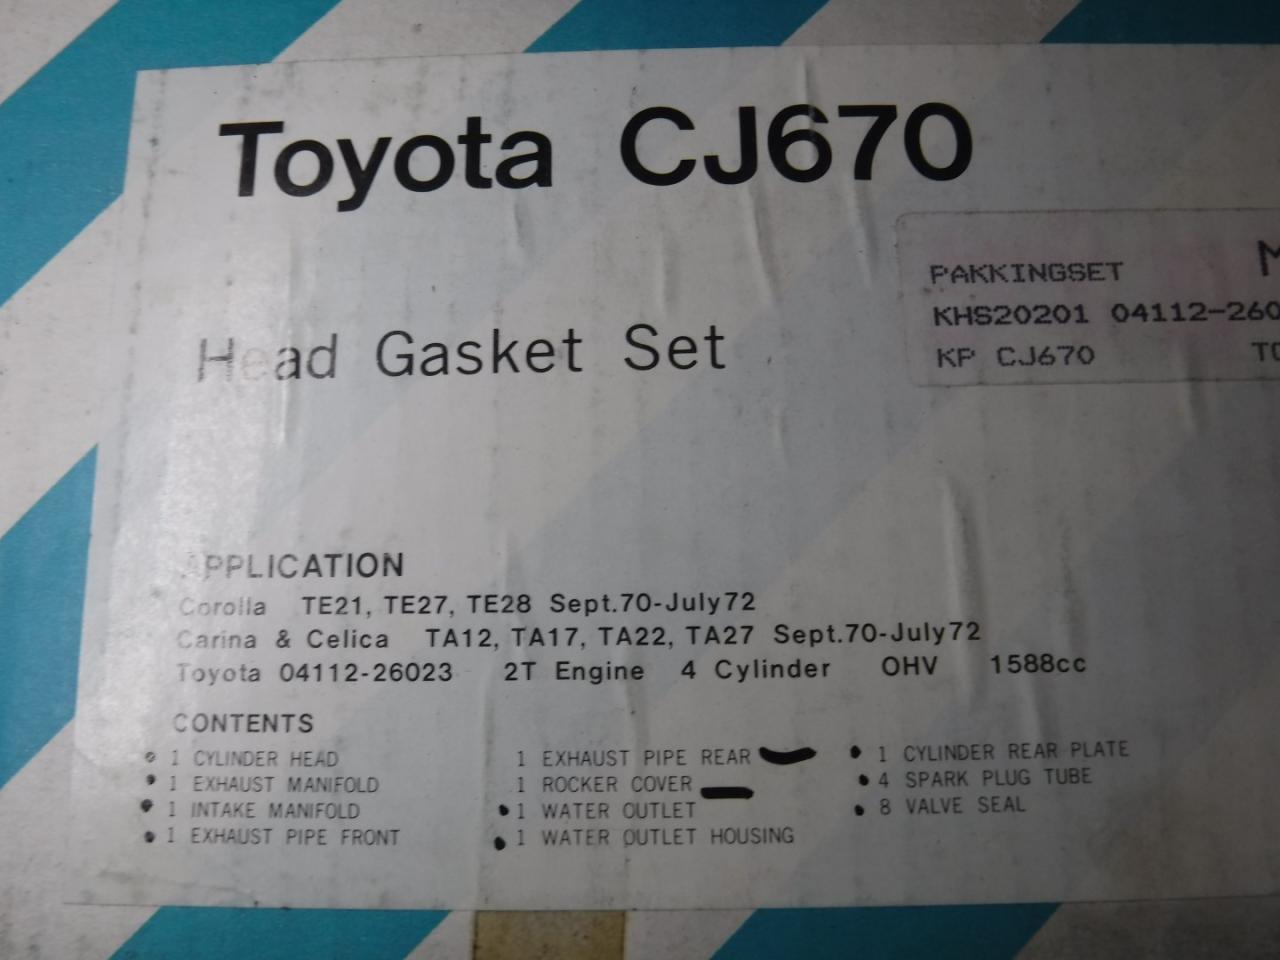 Toyota CJ670
PAKKINGSET M
KHS20201 04112-260
KP CJ670 TO
Head Gasket Set
APPLICATION
Corolla TE21, TE27, TE28 Sept.70-July72
Carina & Celica TA12, TA17, TA22, TA27 Sept.70-July72
Toyota 04112-26023 2T Engine 4 Cylinder OHV 1588cc
CONTENTS
1 CYLINDER HEAD
1 EXHAUST MANIFOLD
1 INTAKE MANIFOLD
1 EXHAUST PIPE FRONT
1 EXHAUST PIPE REAR
1 ROCKER COVER
1 WATER OUTLET
1 WATER OUTLET HOUSING
1 CYLINDER REAR PLATE
4 SPARK PLUG TUBE
8 VALVE SEAL